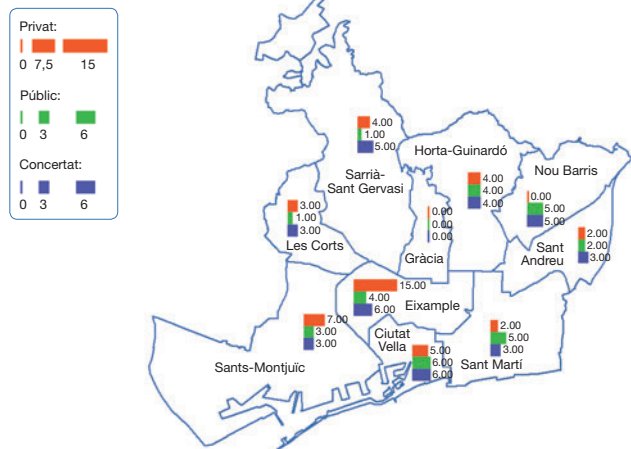 Privat:
0 7,5 15
Públic:
0 3 6
Concertat:
0 3 6
4.00
1.00
5.00
Sarrià-
Sant Gervasi
Horta-Guinardó
4.00
4.00
4.00
Nou Barris
0.00
5.00
5.00
3.00
1.00
3.00
Les Corts
0.00
0.00
0.00
Gràcia
2.00
2.00
3.00
Sant
Andreu
15.00
4.00
6.00
Eixample
7.00
3.00
3.00
Sants-Montjuïc
Ciutat
Vella
5.00
6.00
6.00
2.00
5.00
3.00
Sant Martí